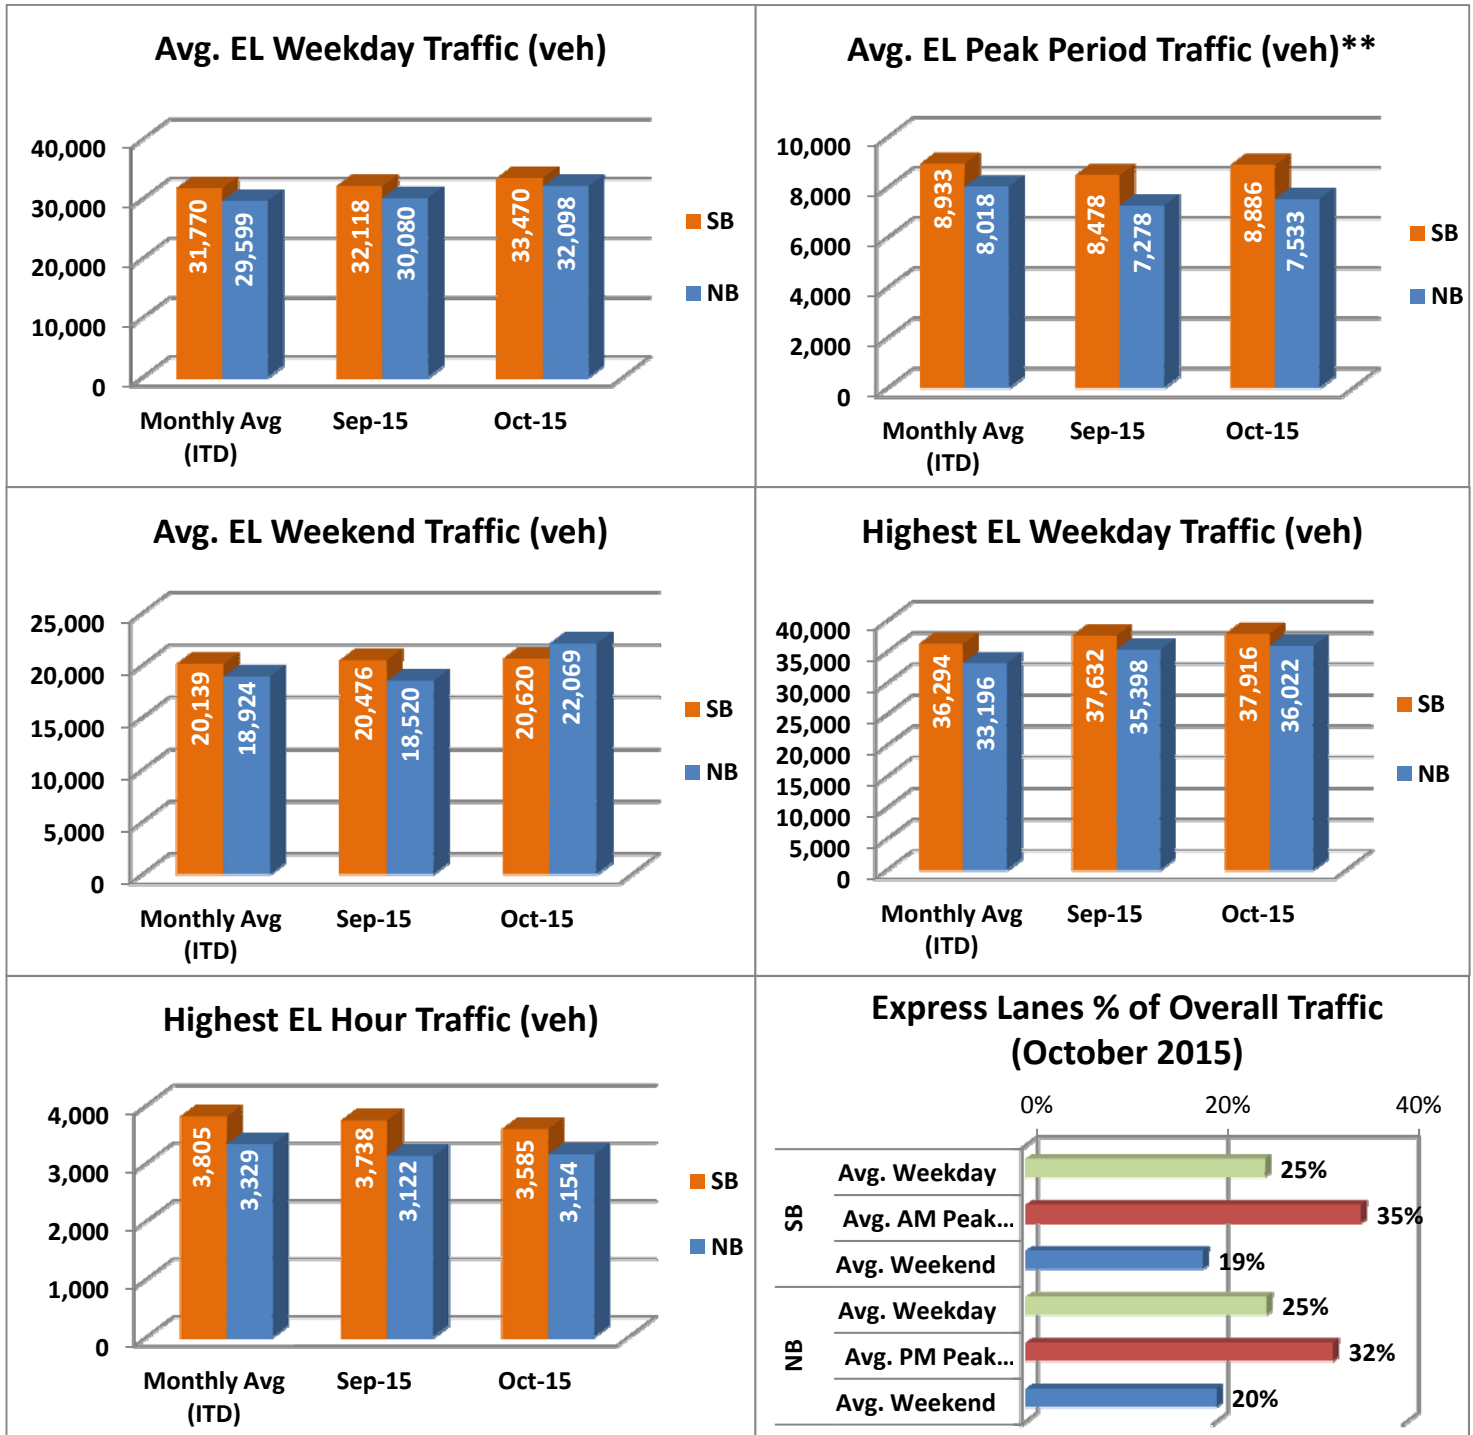 Avg. EL Weekday Traffic (veh)
40,000
30,000
20,000
10,000
0
31,770
29,599
32,118
30,080
33,470
32,098
Monthly Avg
(ITD)
Sep-15
Oct-15
SB
NB
Avg. EL Peak Period Traffic (veh)**
10,000
8,000
6,000
4,000
2,000
0
8,933
8,018
8,478
7,278
8,886
7,533
Monthly Avg
(ITD)
Sep-15
Oct-15
SB
NB
Avg. EL Weekend Traffic (veh)
25,000
20,000
15,000
10,000
5,000
0
20,139
18,924
20,476
18,520
20,620
22,069
Monthly Avg
(ITD)
Sep-15
Oct-15
SB
NB
Highest EL Weekday Traffic (veh)
40,000
35,000
30,000
25,000
20,000
15,000
10,000
5,000
0
36,294
33,196
37,632
35,398
37,916
36,022
Monthly Avg
(ITD)
Sep-15
Oct-15
SB
NB
Highest EL Hour Traffic (veh)
4,000
3,000
2,000
1,000
0
3,805
3,329
3,738
3,122
3,585
3,154
Monthly Avg
(ITD)
Sep-15
Oct-15
SB
NB
Express Lanes % of Overall Traffic
(October 2015)
0% 20% 40%
SB
Avg. Weekday 25%
Avg. AM Peak... 35%
Avg. Weekend 19%
NB
Avg. Weekday 25%
Avg. PM Peak... 32%
Avg. Weekend 20%